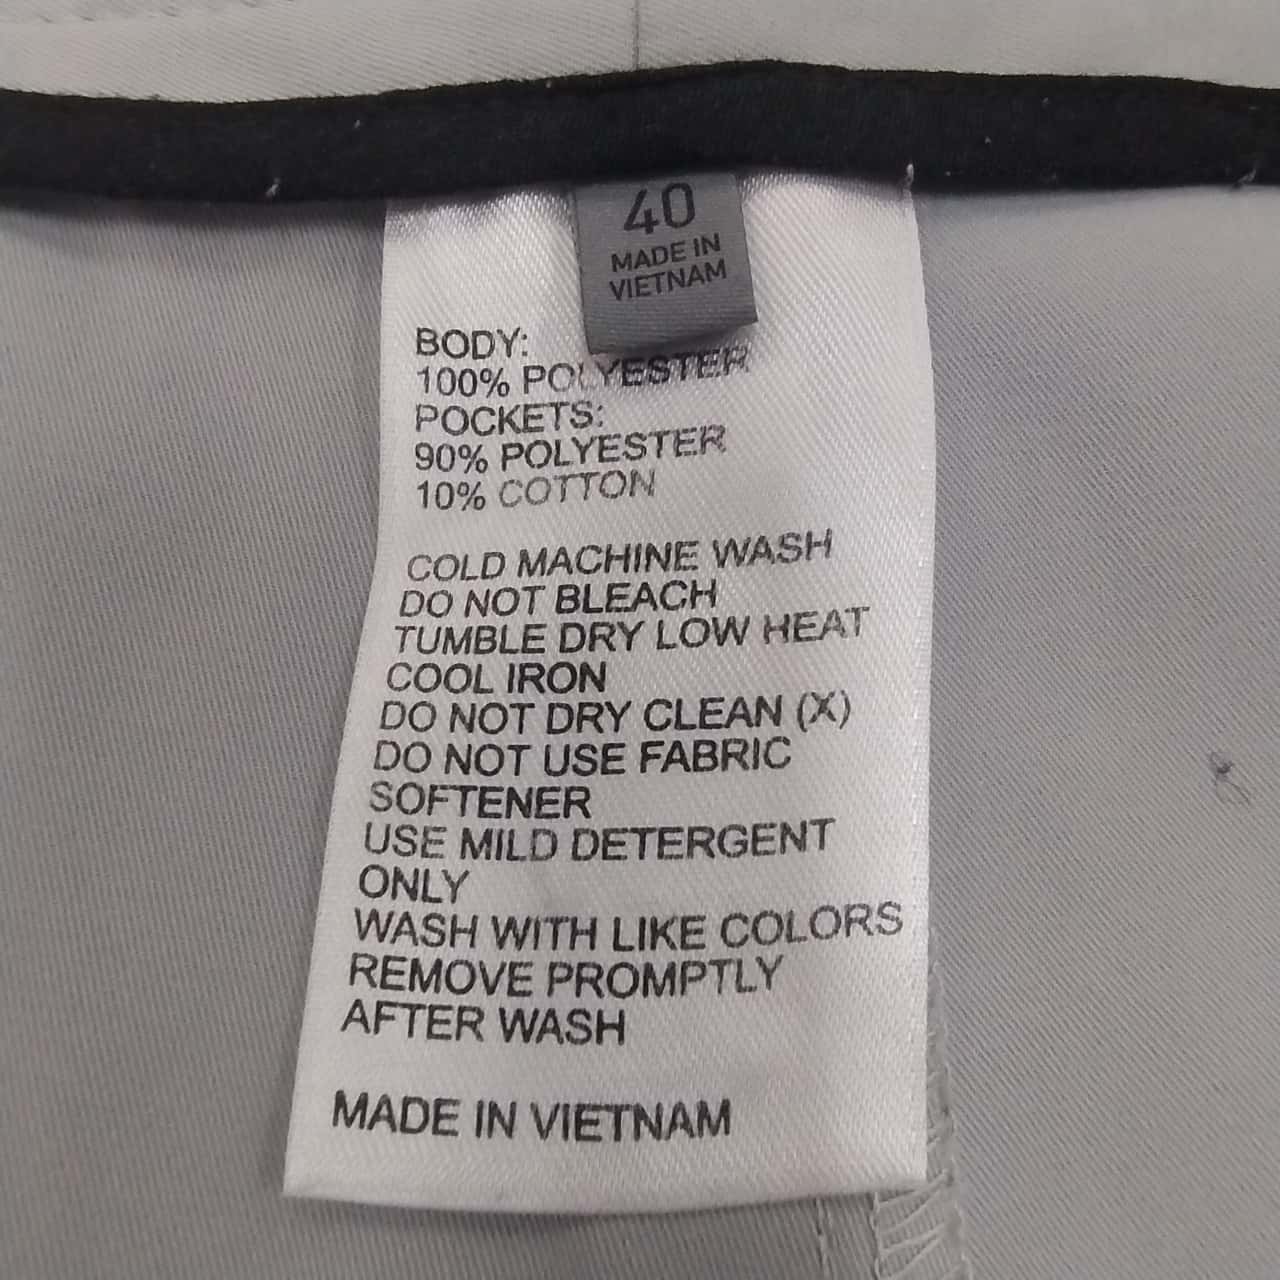 40
MADE IN
VIETNAM
BODY:
100% POLYESTER
POCKETS:
90% POLYESTER
10% COTTON
COLD MACHINE WASH
DO NOT BLEACH
TUMBLE DRY LOW HEAT
COOL IRON
DO NOT DRY CLEAN (X)
DO NOT USE FABRIC
SOFTENER
USE MILD DETERGENT
ONLY
WASH WITH LIKE COLORS
REMOVE PROMPTLY
AFTER WASH
MADE IN VIETNAM